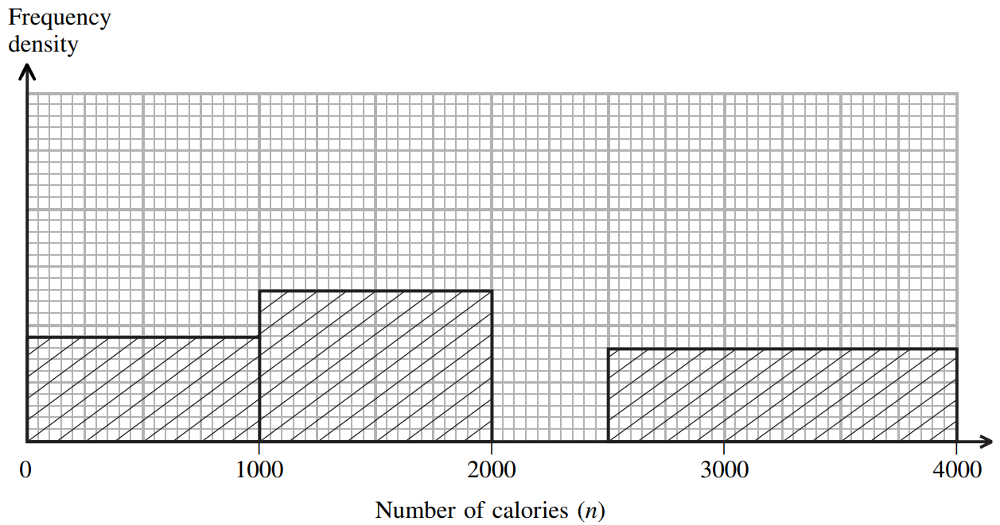 Frequency
density
0 1000 2000 3000 4000
Number of calories (n)